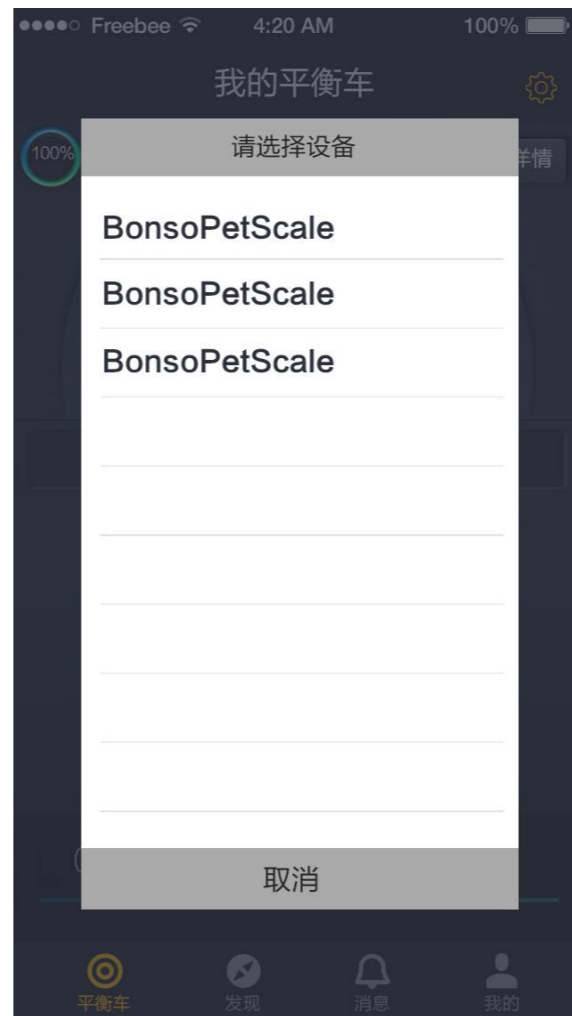 Freebee 4:20 AM 100%
我的平衡车
100% 请选择设备 详情
BonsoPetScale
BonsoPetScale
BonsoPetScale
取消
平衡车 发现 消息 我的